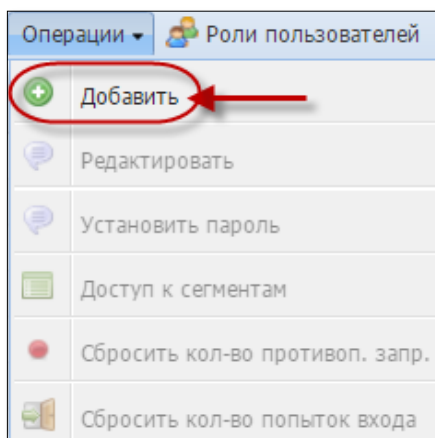 Операции Роли пользователей
Добавить
Редактировать
Установить пароль
Доступ к сегментам
Сбросить кол-во противоп. запр.
Сбросить кол-во попыток входа